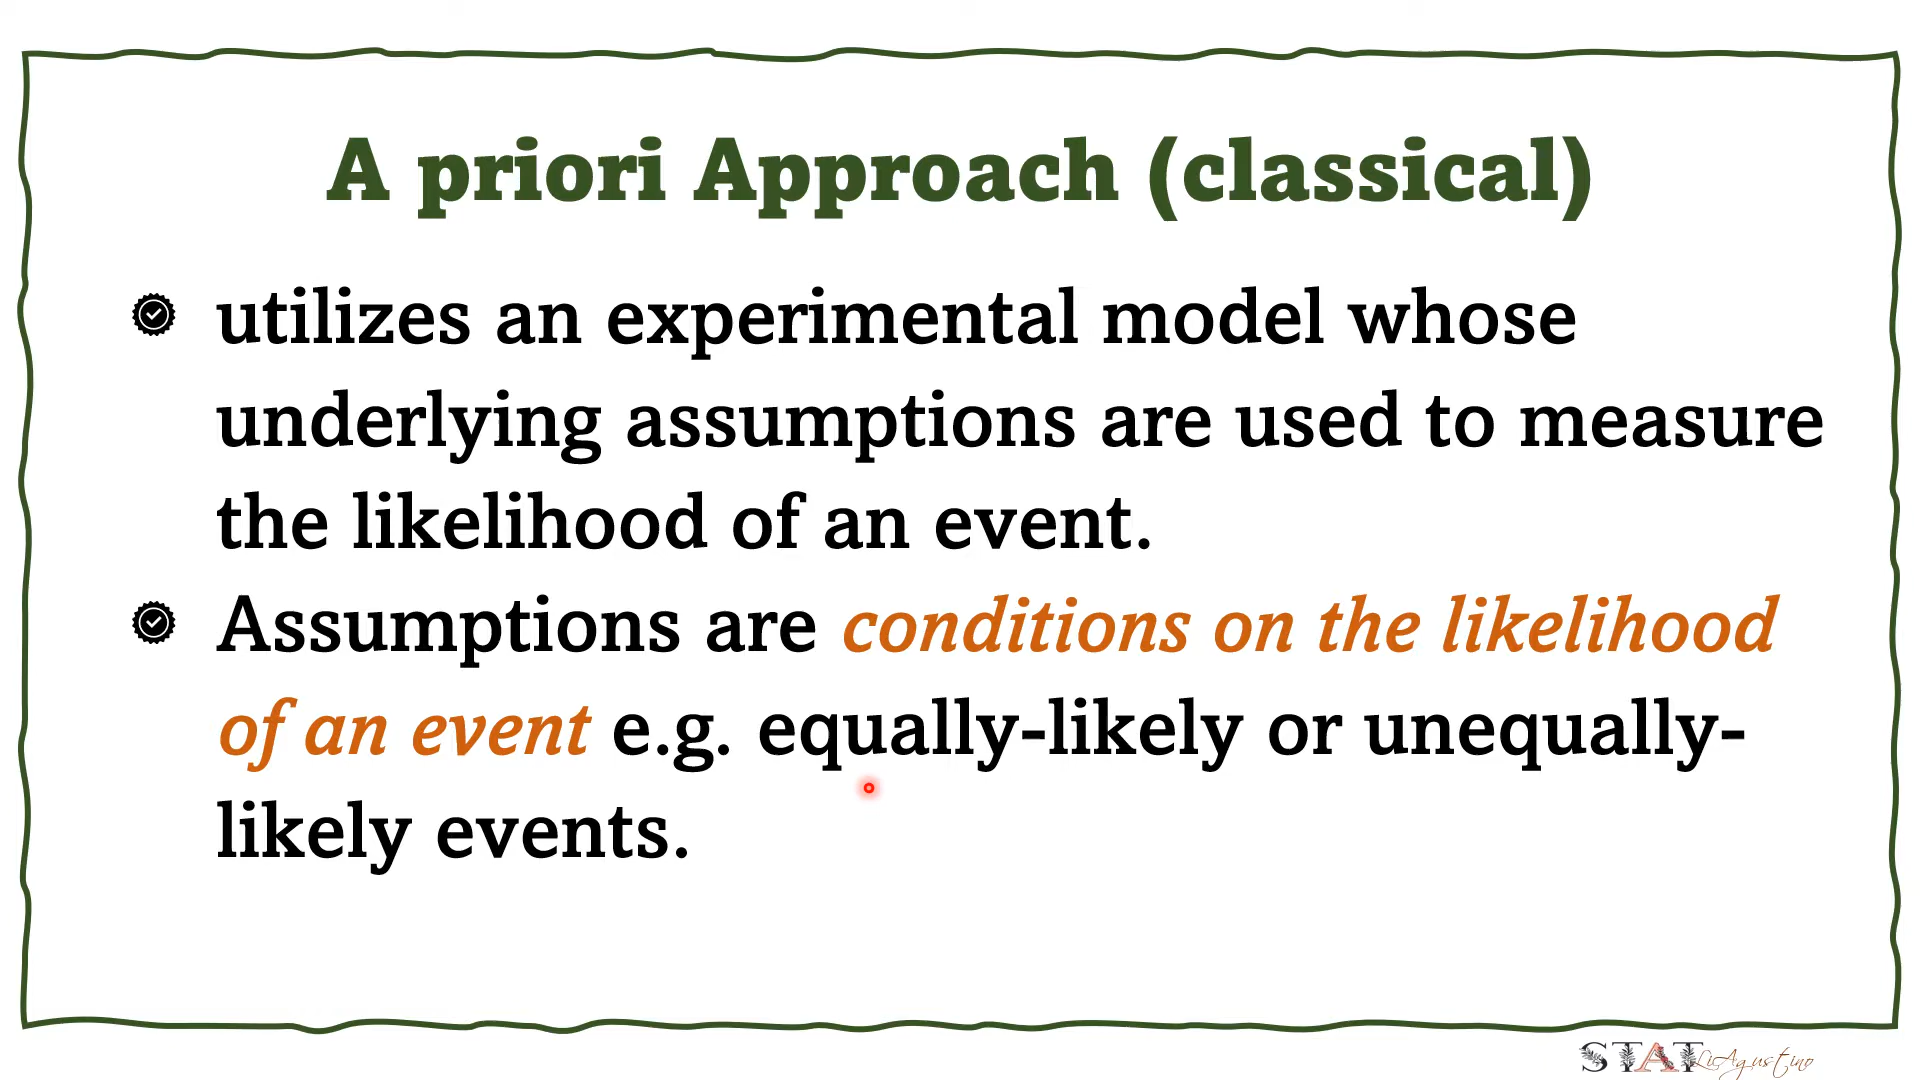 A priori Approach (classical)
utilizes an experimental model whose
underlying assumptions are used to measure
the likelihood of an event.
Assumptions are conditions on the likelihood
of an event e.g. equally-likely or unequally-
likely events.
STAT LiAgustino